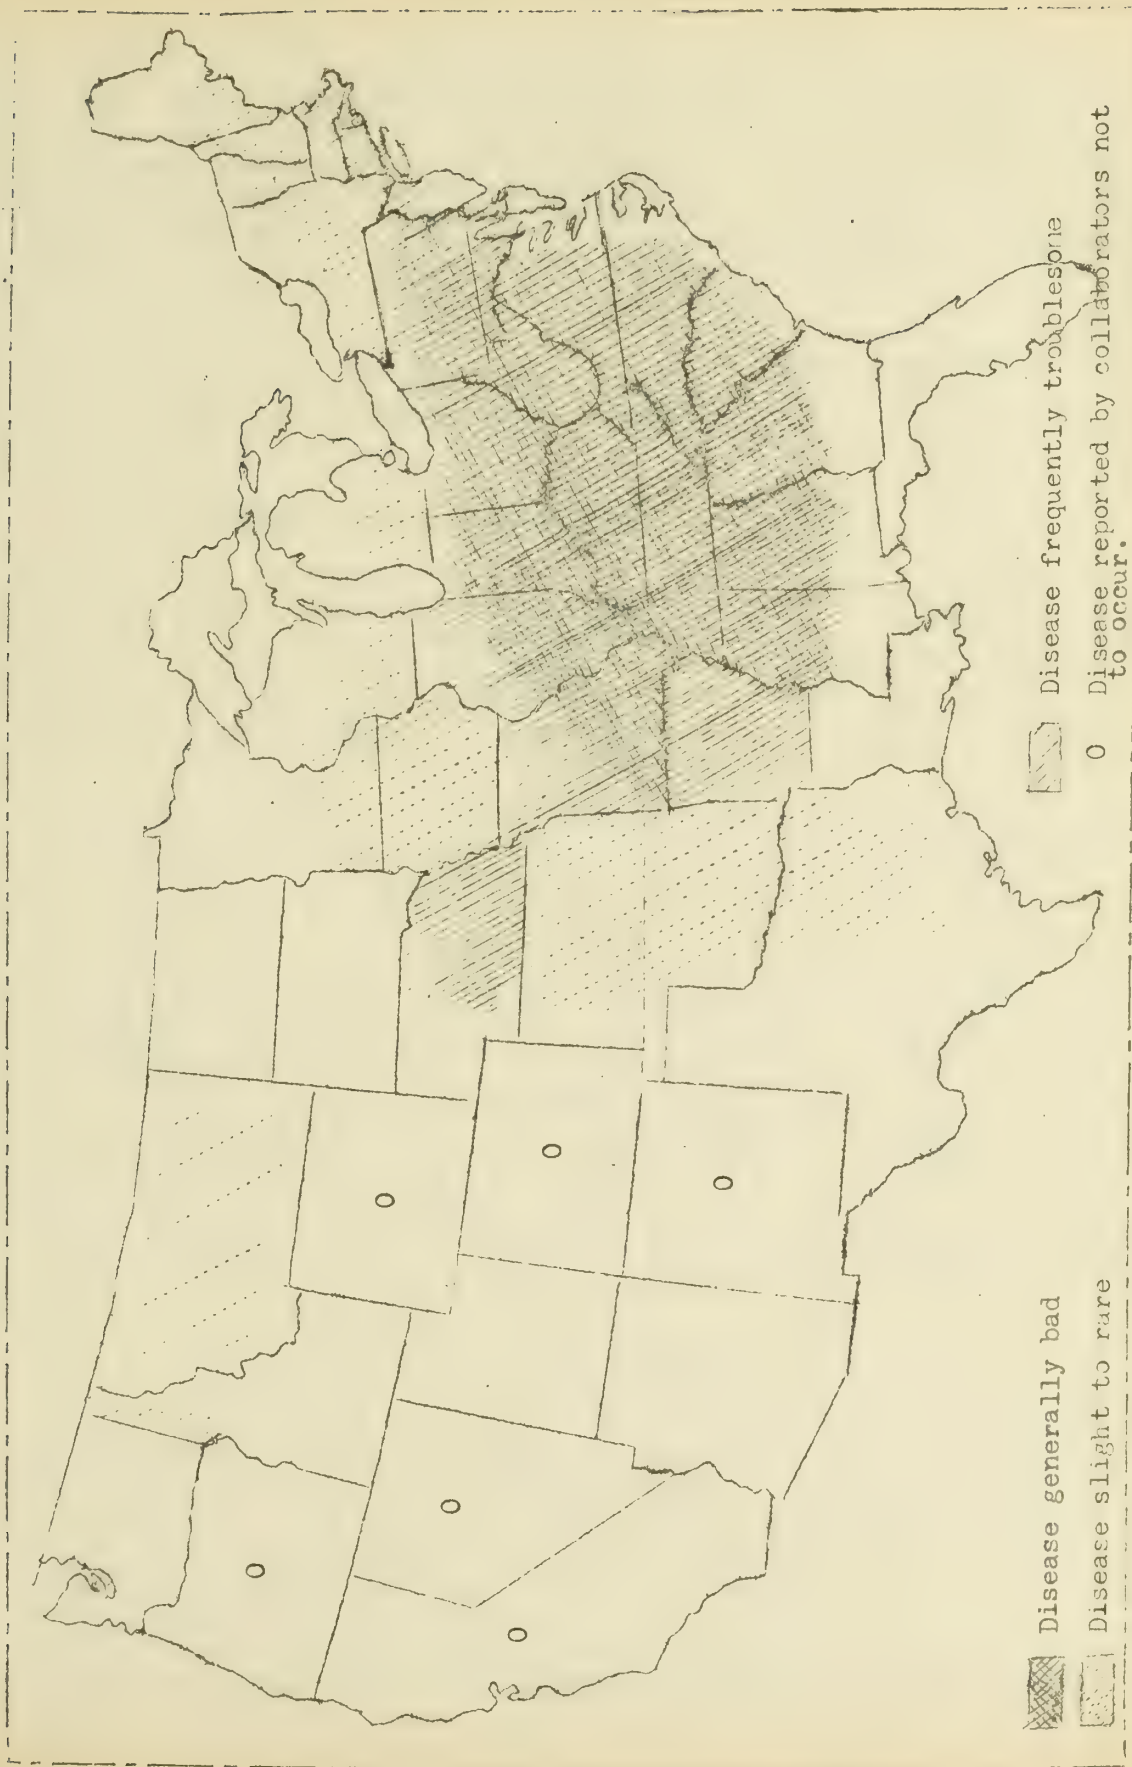 O
O
O
O
O
O
Disease generally bad
Disease slight to rare
Disease frequently troublesome
O Disease reported by collaborators not
to occur.